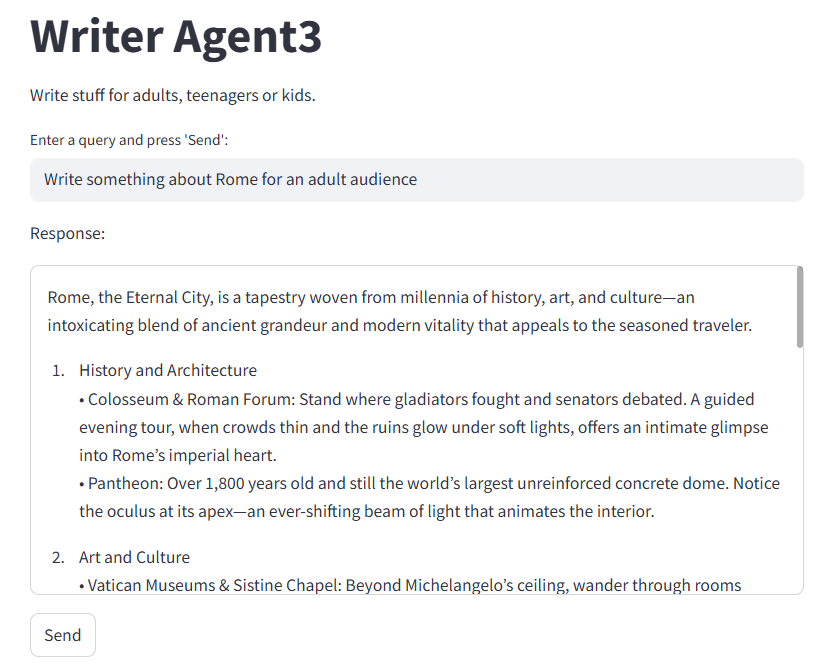 Writer Agent3
Write stuff for adults, teenagers or kids.
Enter a query and press 'Send':
Write something about Rome for an adult audience
Response:
Rome, the Eternal City, is a tapestry woven from millennia of history, art, and culture—an
intoxicating blend of ancient grandeur and modern vitality that appeals to the seasoned traveler.
1. History and Architecture
• Colosseum & Roman Forum: Stand where gladiators fought and senators debated. A guided
evening tour, when crowds thin and the ruins glow under soft lights, offers an intimate glimpse
into Rome’s imperial heart.
• Pantheon: Over 1,800 years old and still the world’s largest unreinforced concrete dome. Notice
the oculus at its apex—an ever-shifting beam of light that animates the interior.
2. Art and Culture
• Vatican Museums & Sistine Chapel: Beyond Michelangelo’s ceiling, wander through rooms
Send